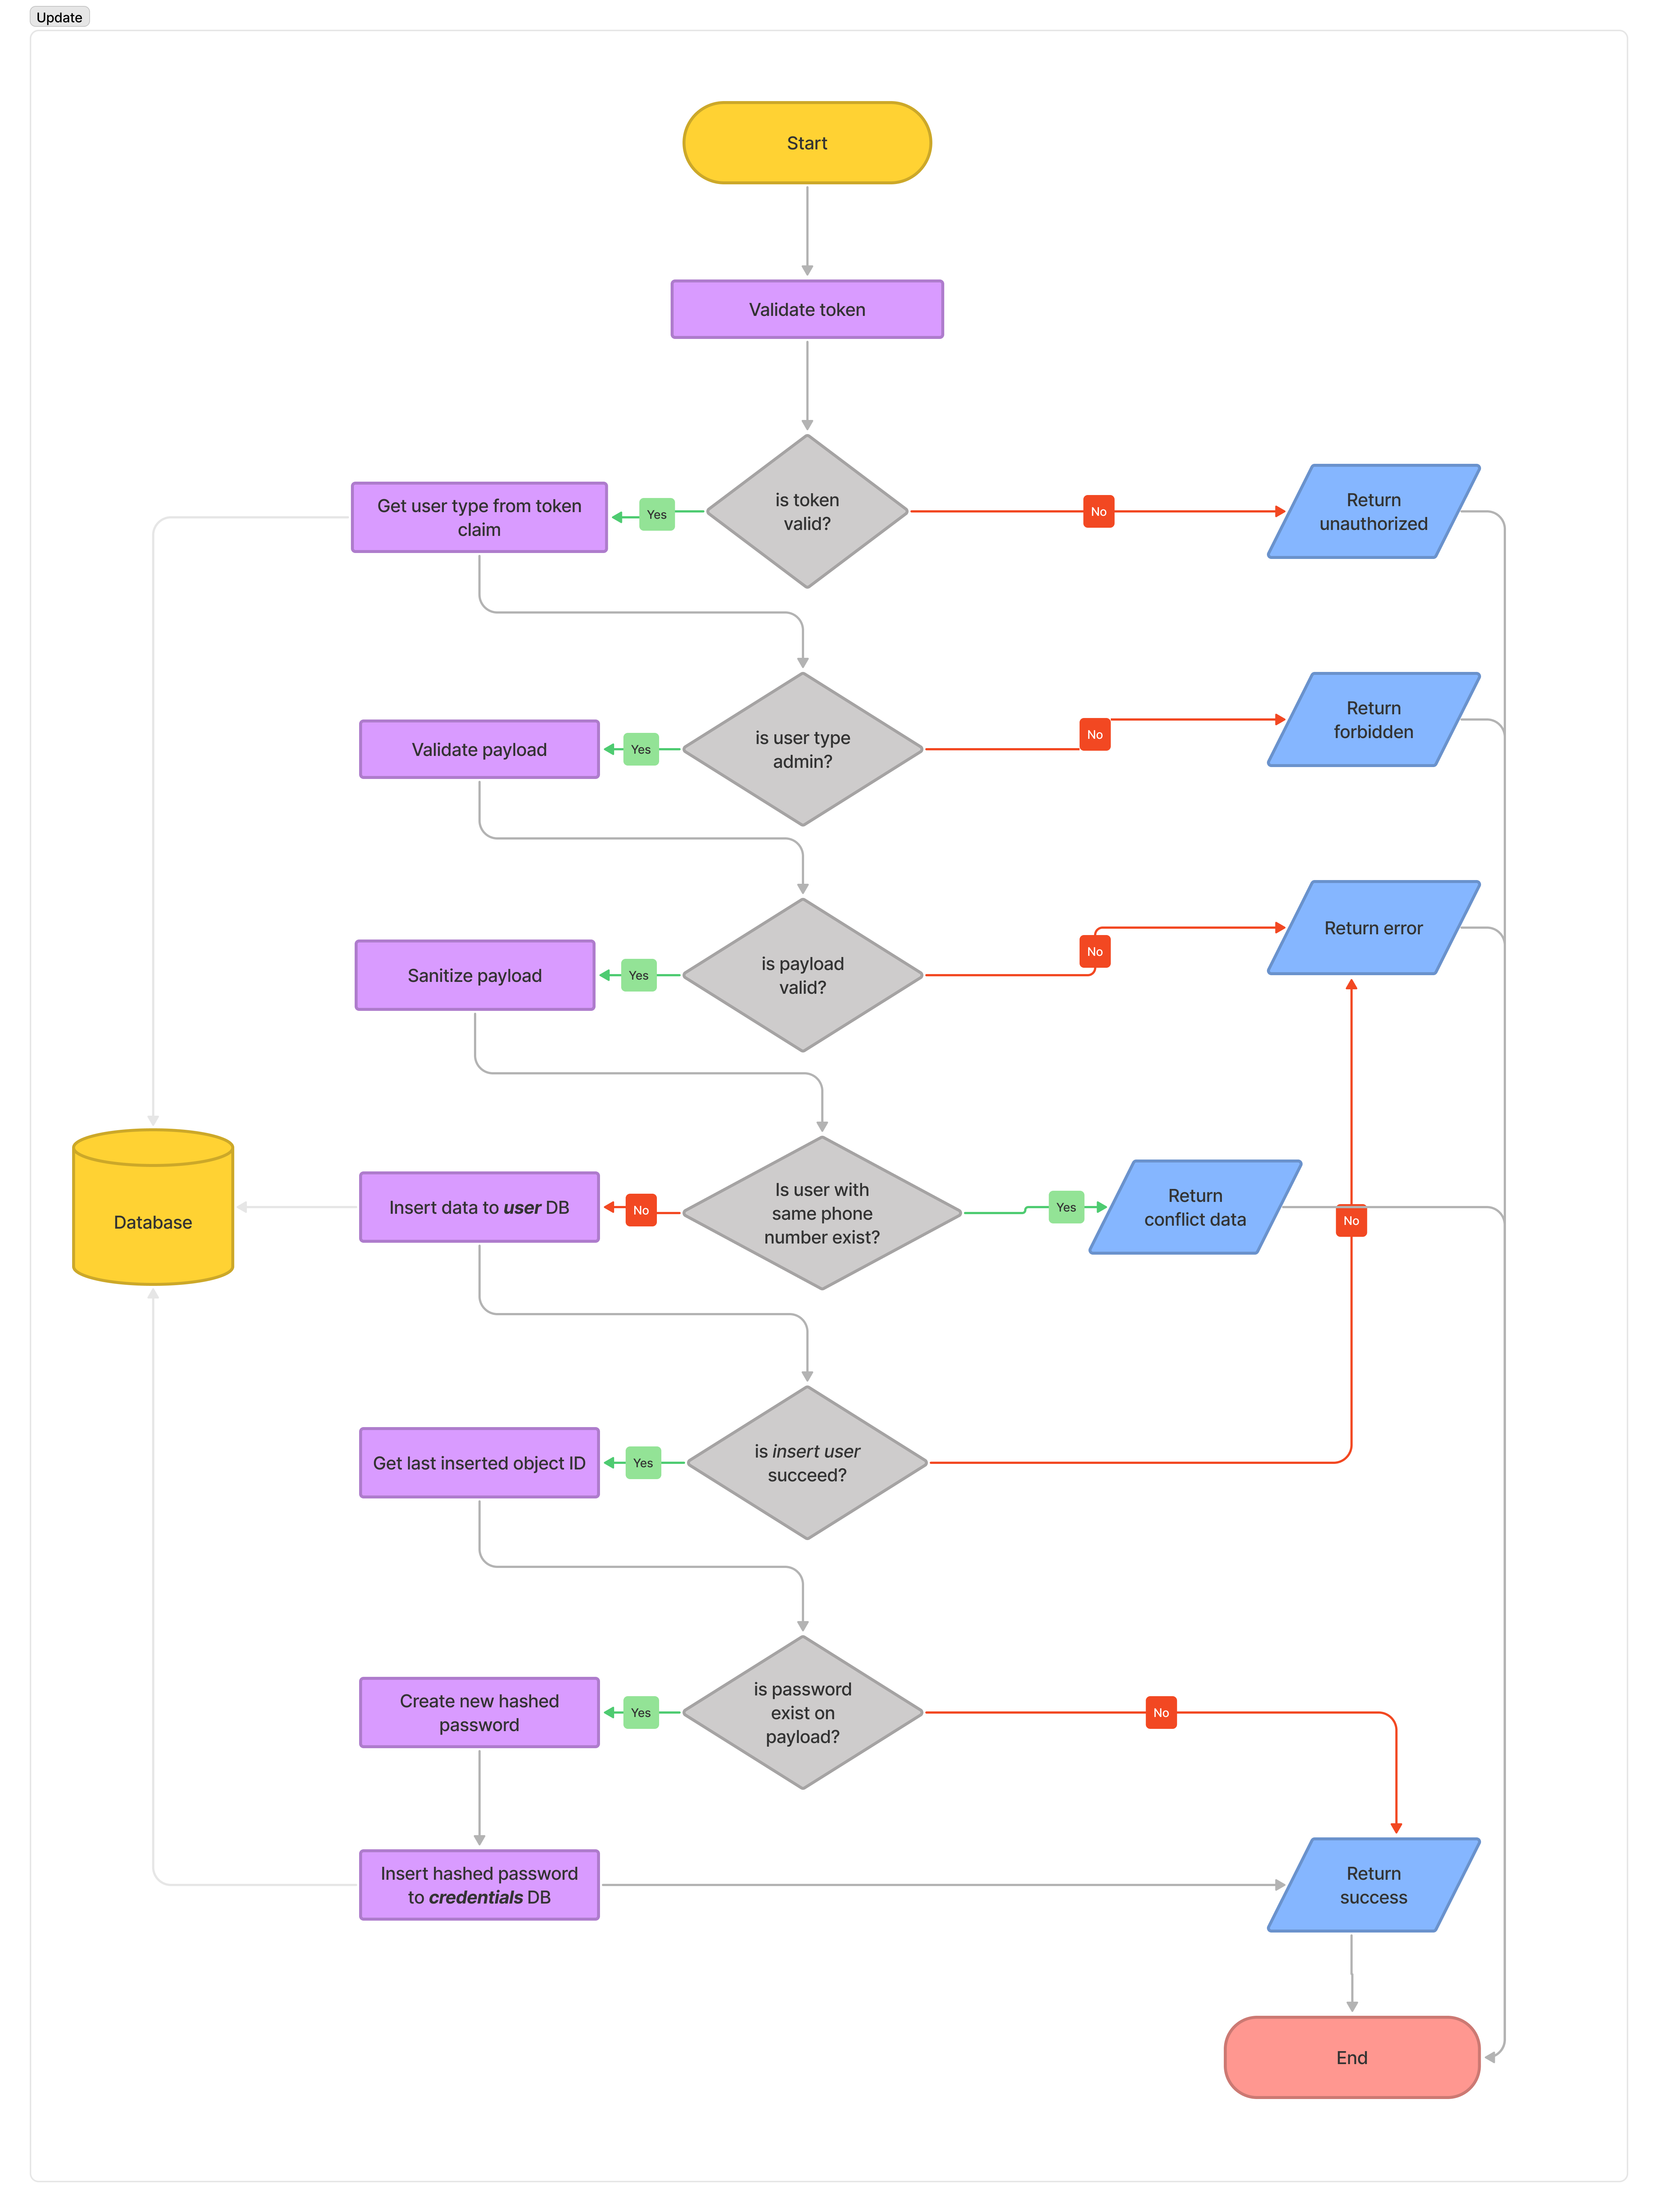 Update
Start
Validate token
is token
valid?
Yes
No
Get user type from token
claim
Return
unauthorized
is user type
admin?
Yes
No
Validate payload
Return
forbidden
is payload
valid?
Yes
No
Sanitize payload
Return error
Is user with
same phone
number exist?
No
Yes
Insert data to user DB
Return
conflict data
No
Database
is insert user
succeed?
Yes
Get last inserted object ID
is password
exist on
payload?
Yes
No
Create new hashed
password
Insert hashed password
to credentials DB
Return
success
End